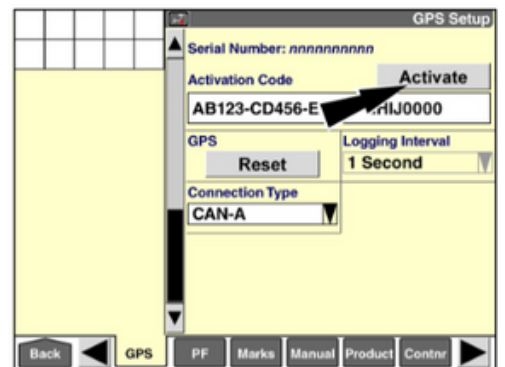 GPS Setup
Serial Number: nnnnnnnnnn
Activation Code
Activate
AB123-CD456-E HIJ0000
GPS
Reset
Logging Interval
1 Second
Connection Type
CAN-A
Back GPS PF Marks Manual Product Contnr